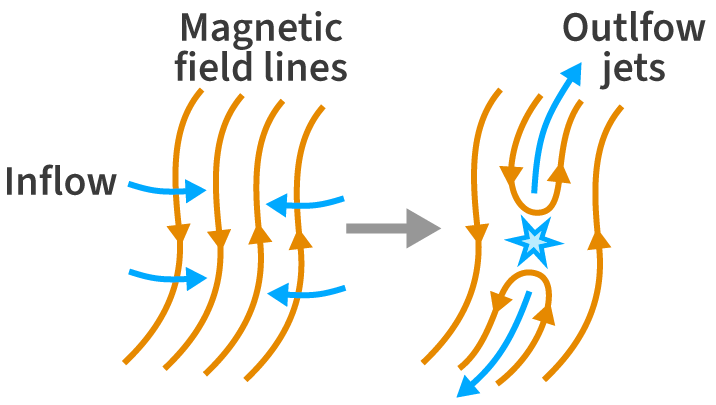 Magnetic
field lines
Outlfow
jets
Inflow